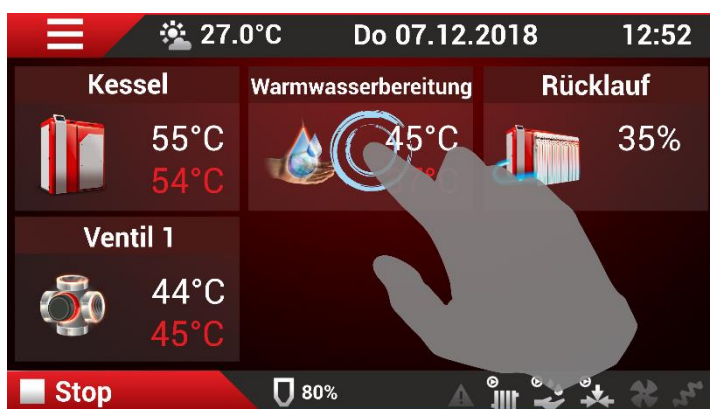 27.0°C Do 07.12.2018 12:52
Kessel Warmwasserbereitung Rücklauf
55°C 45°C 35%
54°C
Ventil 1
44°C
45°C
Stop 80%